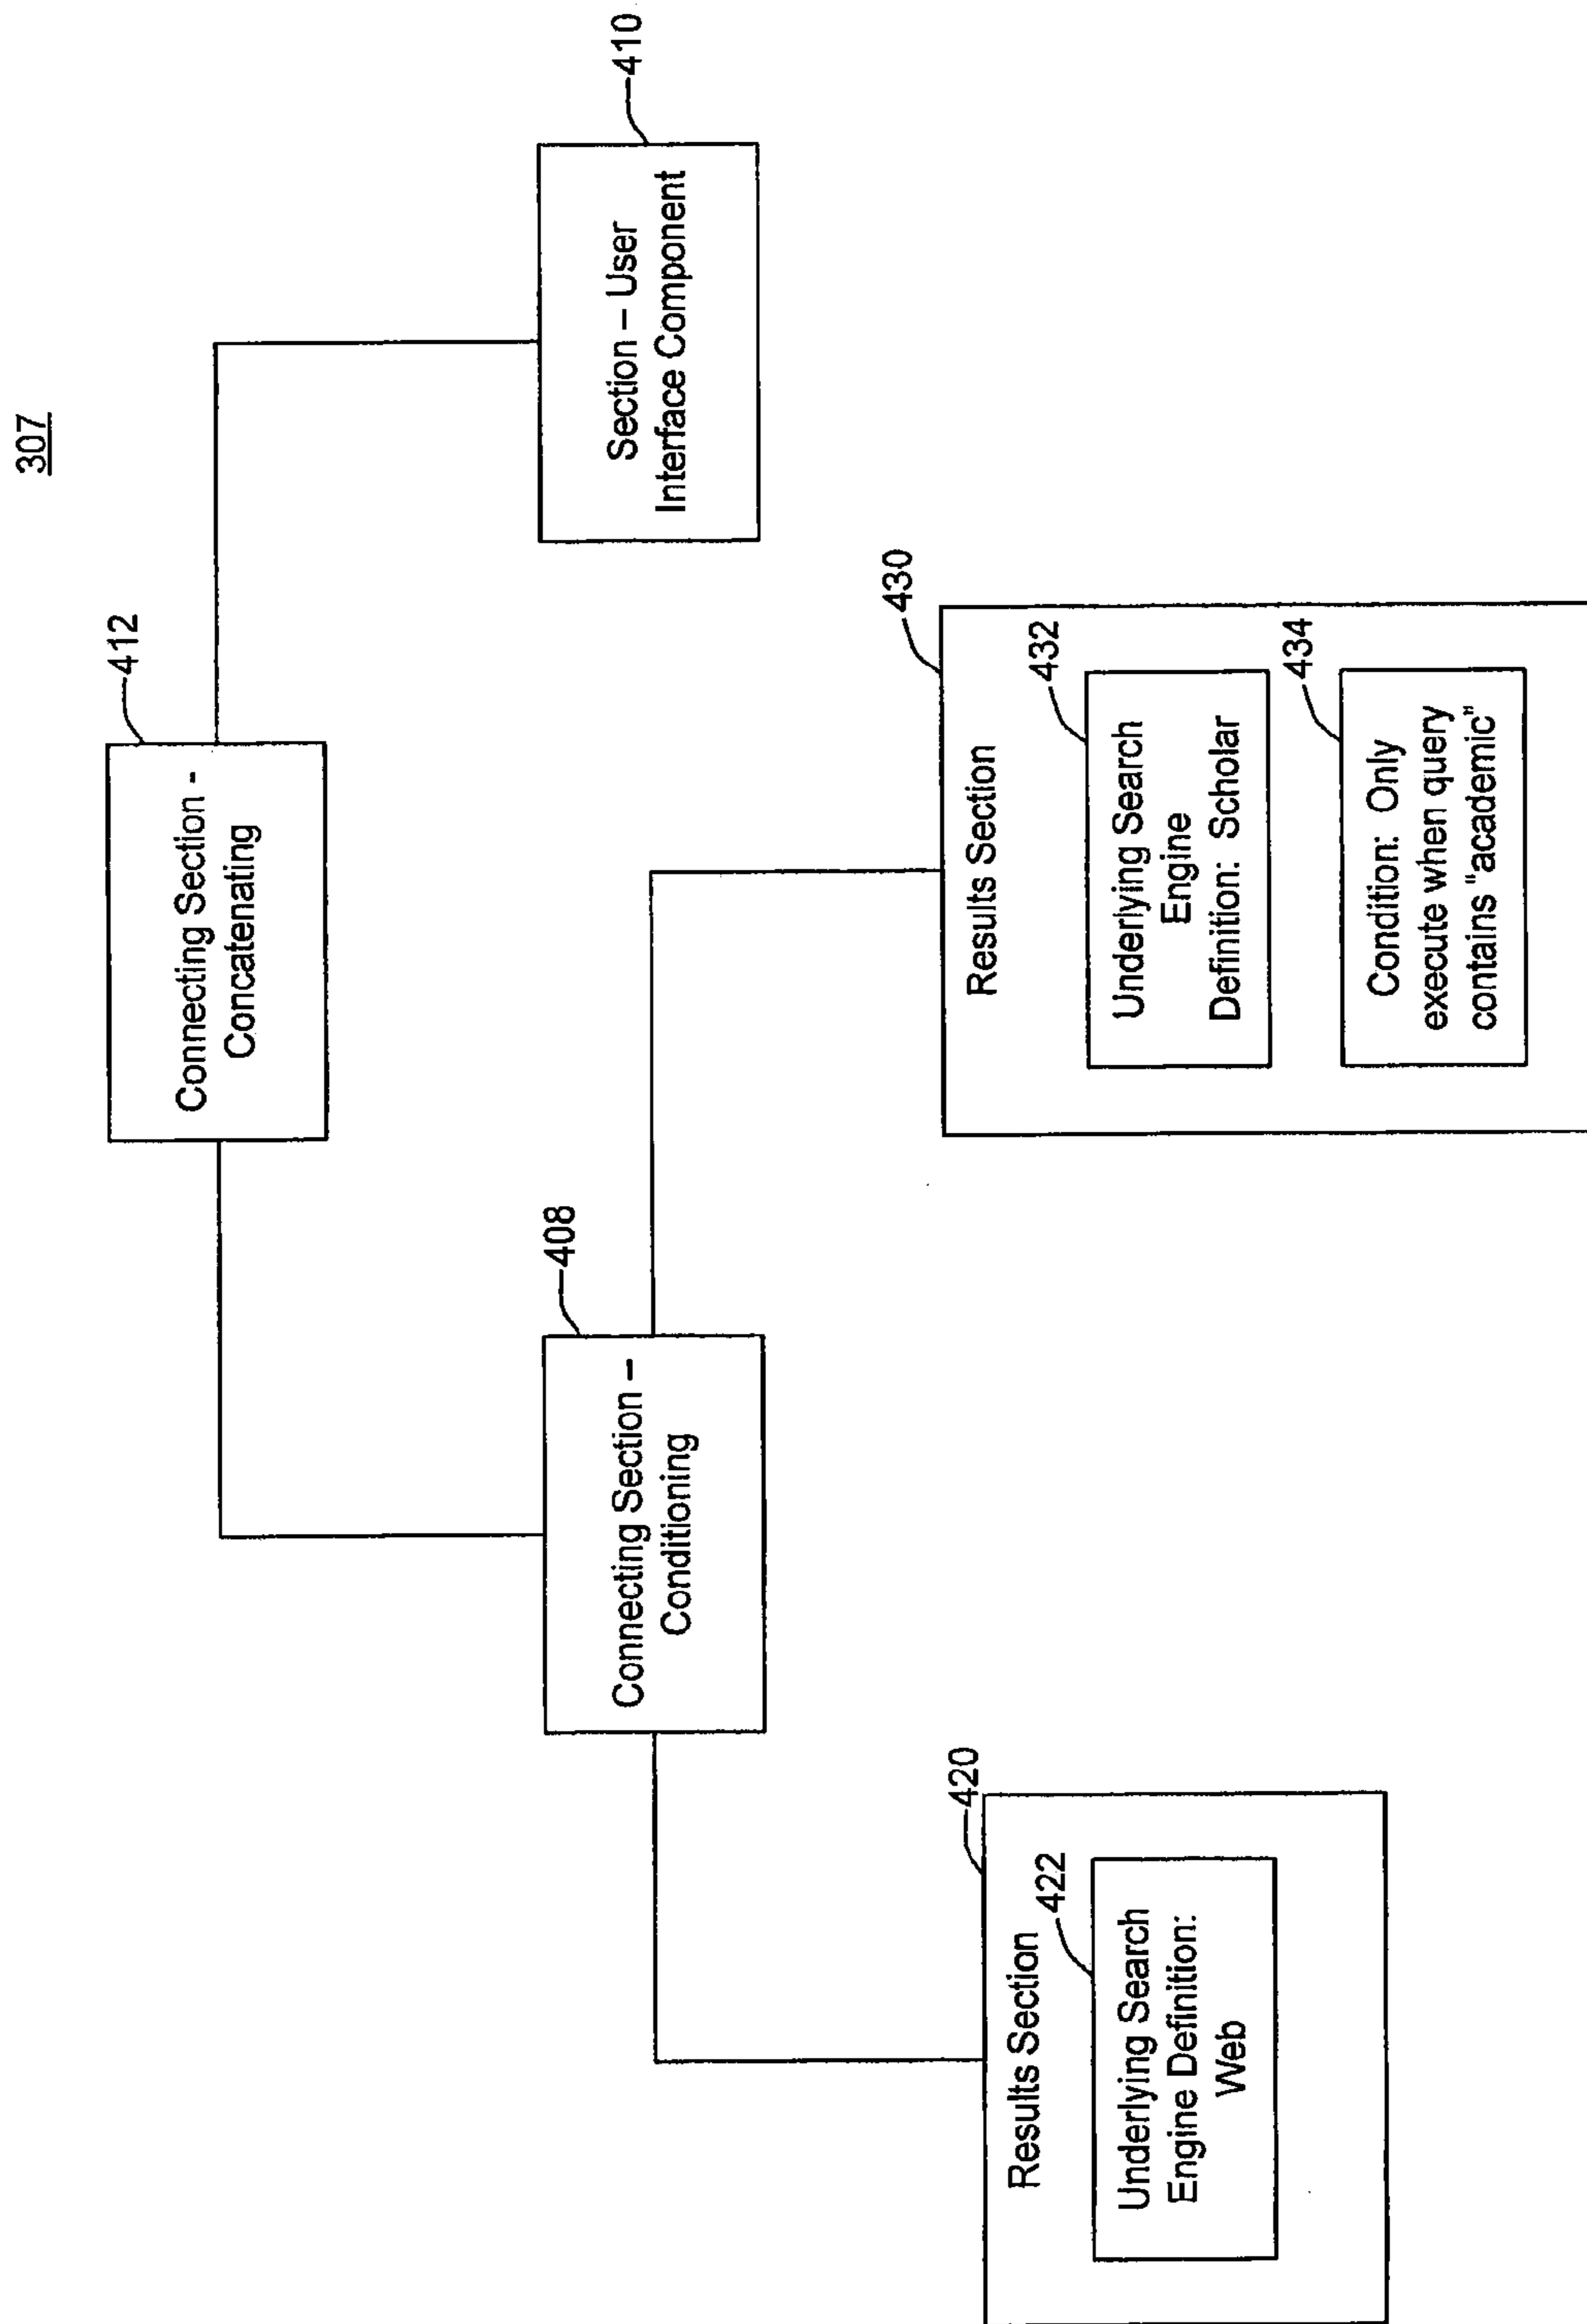 307
412
Connecting Section -
Concatenating
410
Section – User
Interface Component
408
Connecting Section –
Conditioning
420
Results Section
422
Underlying Search
Engine Definition:
Web
430
Results Section
432
Underlying Search
Engine
Definition: Scholar
434
Condition: Only
execute when query
contains "academic"